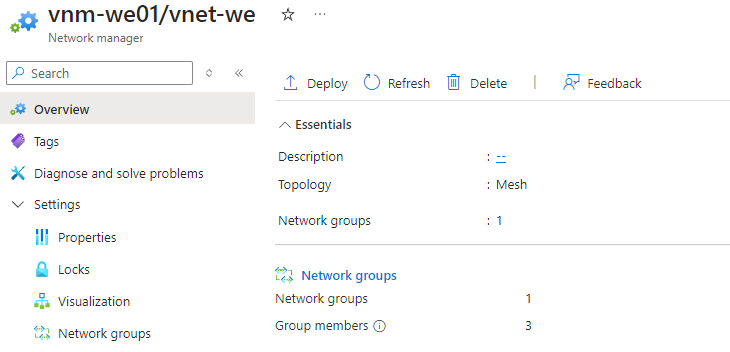 vnm-we01/vnet-we
Network manager
Search
Overview
Tags
Diagnose and solve problems
Settings
Properties
Locks
Visualization
Network groups
Deploy
Refresh
Delete
Feedback
Essentials
Description : --
Topology : Mesh
Network groups : 1
Network groups
Network groups 1
Group members 3